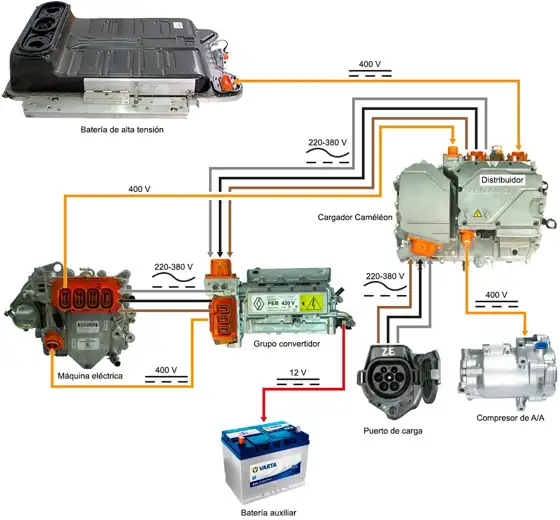 400 V
Batería de alta tensión
220-380 V
Distribuidor
400 V
Cargador Caméléon
220-380 V
220-380 V
PEB 420 V
400 V
Grupo convertidor
ZE
Máquina eléctrica
400 V
12 V
Puerto de carga
Compresor de A/A
VARTA
Batería auxiliar